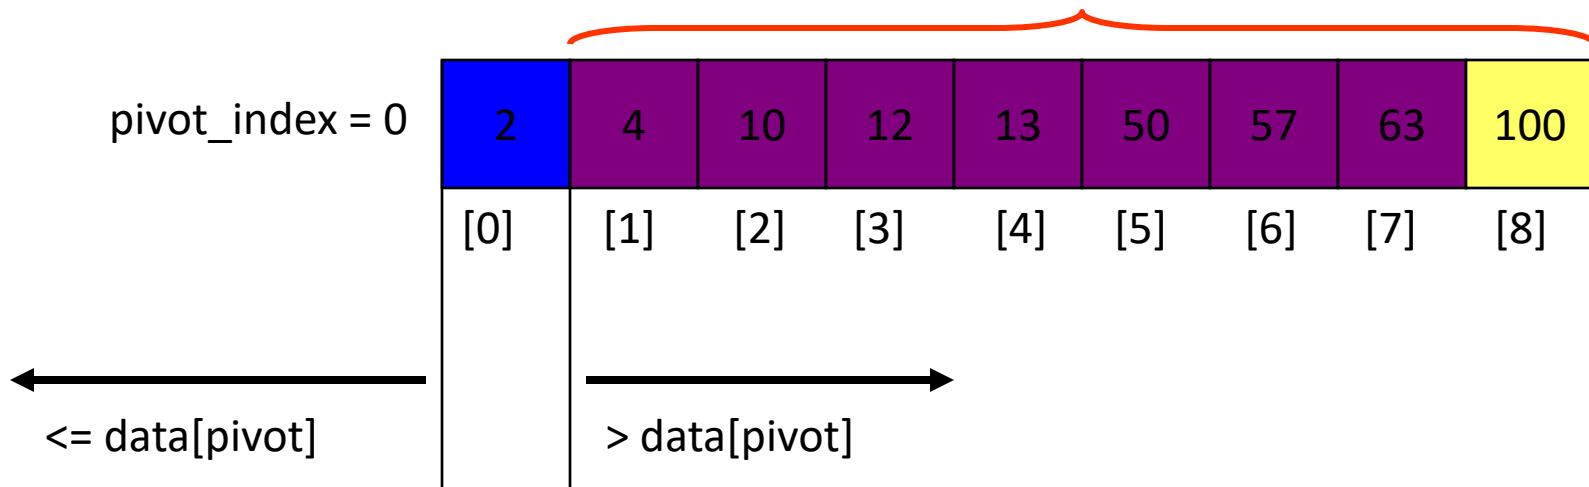 pivot_index = 0 2 4 10 12 13 50 57 63 100
[0] [1] [2] [3] [4] [5] [6] [7] [8]
<= data[pivot] > data[pivot]